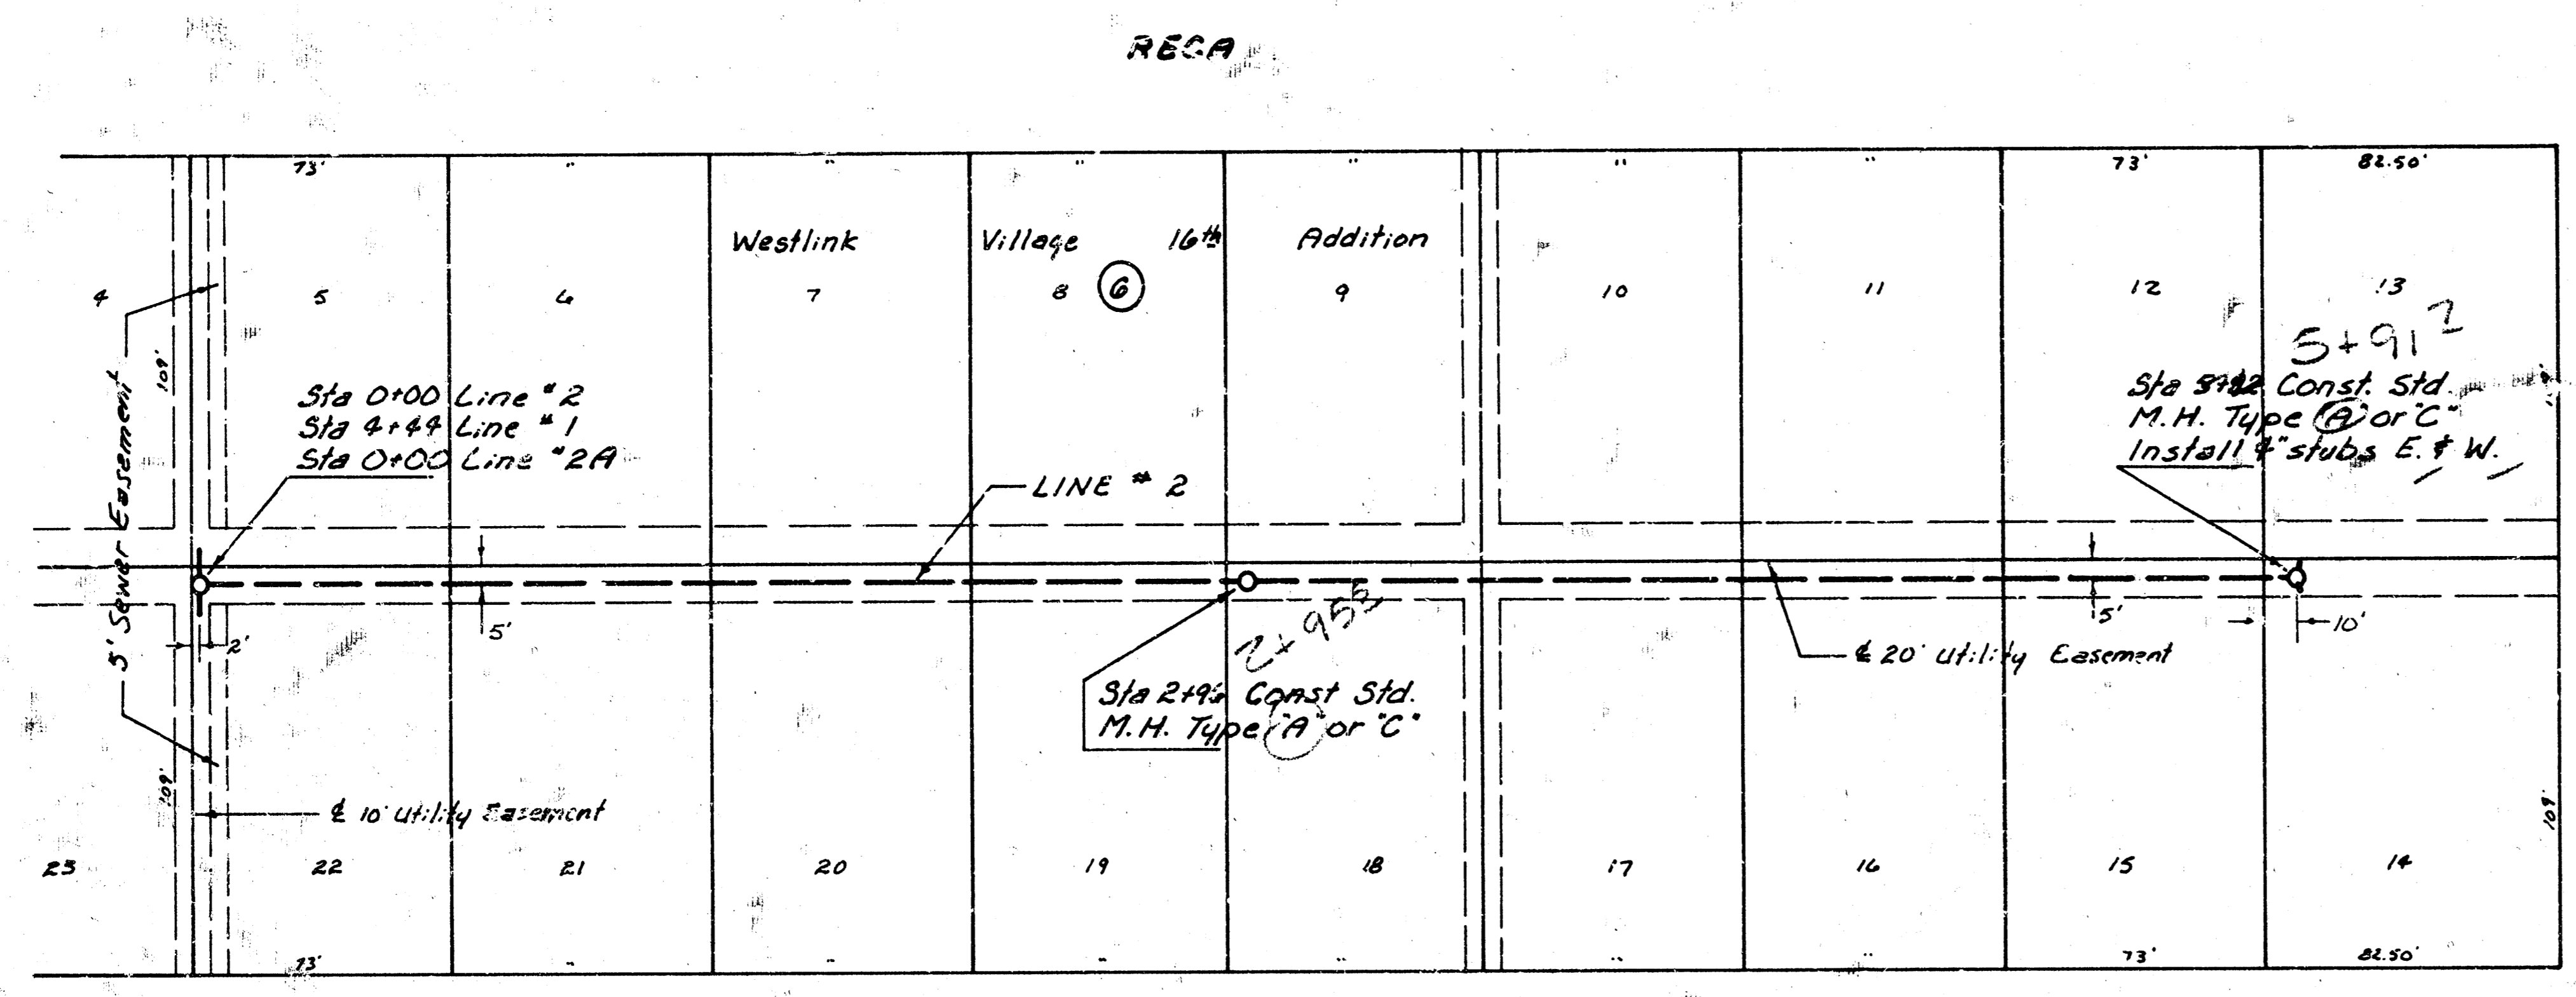 RECA
73' " " " " " " 73' 82.50'
Westlink Village 16th Addition
4 5 6 7 8 6 9 10 11 12 13
5+91²
109'
5' Sewer Easement
Sta 0+00 Line #2
Sta 4+44 Line #1
Sta 0+00 Line #2A
Sta Const. Std.
M.H. Type "A" or "C"
Install 4" stubs E. & W.
LINE # 2
2'
5'
5'
10'
℄ 20' Utility Easement
2+95⁵
Sta 2+96 Const Std.
M.H. Type "A" or "C"
109'
℄ 10' Utility Easement
109'
23 22 21 20 19 18 17 16 15 14
73' " " " " " " 73' 82.50'